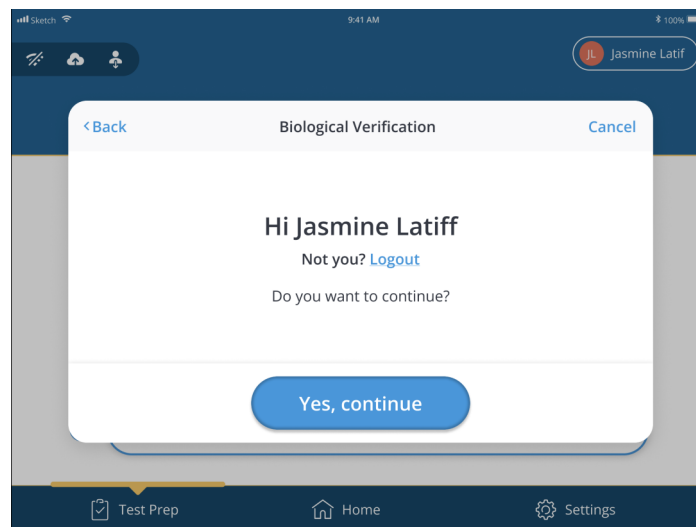 Sketch 9:41 AM 100%
JL Jasmine Latif
Back Biological Verification Cancel
Hi Jasmine Latiff
Not you? Logout
Do you want to continue?
Yes, continue
Test Prep Home Settings